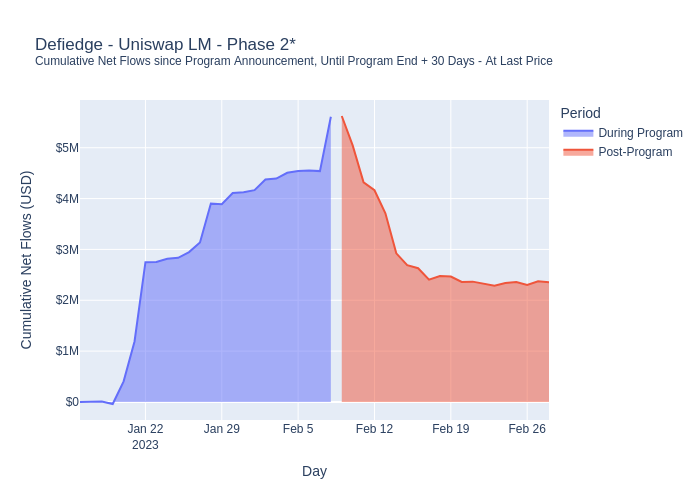 Defiedge - Uniswap LM - Phase 2*
Cumulative Net Flows since Program Announcement, Until Program End + 30 Days - At Last Price
Period
During Program
Post-Program
Cumulative Net Flows (USD)
$5M
$4M
$3M
$2M
$1M
$0
Jan 22
2023
Jan 29
Feb 5
Feb 12
Feb 19
Feb 26
Day